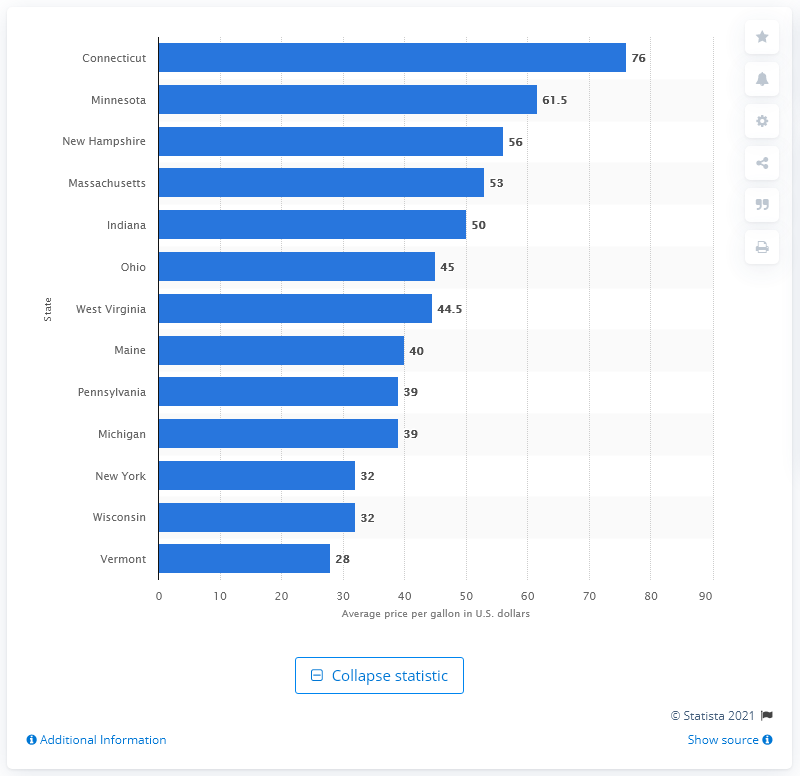 Connecticut 76
Minnesota 61.5
New Hampshire 56
Massachusetts 53
Indiana 50
Ohio 45
West Virginia 44.5
Maine 40
Pennsylvania 39
Michigan 39
New York 32
Wisconsin 32
Vermont 28
State
0 10 20 30 40 50 60 70 80 90
Average price per gallon in U.S. dollars
Collapse statistic
© Statista 2021
Additional Information
Show source